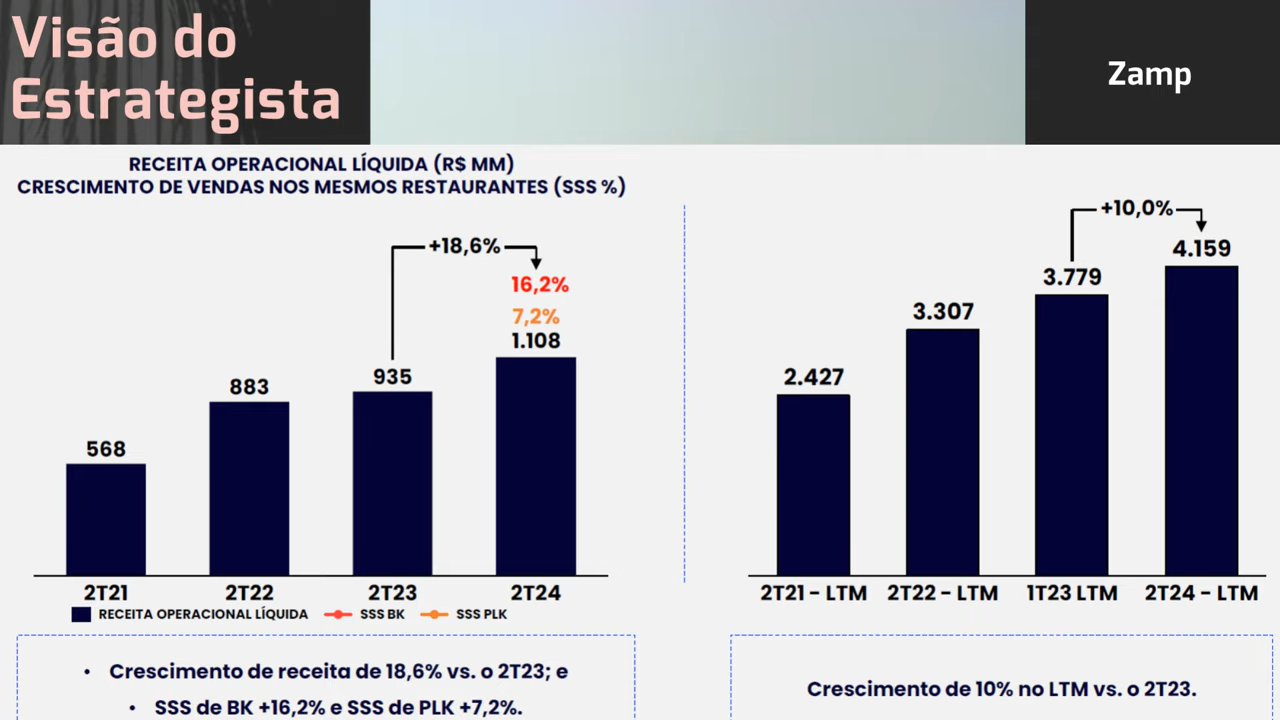 Visão do
Estrategista
Zamp
RECEITA OPERACIONAL LÍQUIDA (R$ MM)
CRESCIMENTO DE VENDAS NOS MESMOS RESTAURANTES (SSS %)
+18,6%
16,2%
7,2%
1.108
935
883
568
2T21 2T22 2T23 2T24
RECEITA OPERACIONAL LÍQUIDA SSS BK SSS PLK
• Crescimento de receita de 18,6% vs. o 2T23; e
• SSS de BK +16,2% e SSS de PLK +7,2%.
+10,0%
4.159
3.779
3.307
2.427
2T21 – LTM 2T22 – LTM 1T23 LTM 2T24 – LTM
Crescimento de 10% no LTM vs. o 2T23.